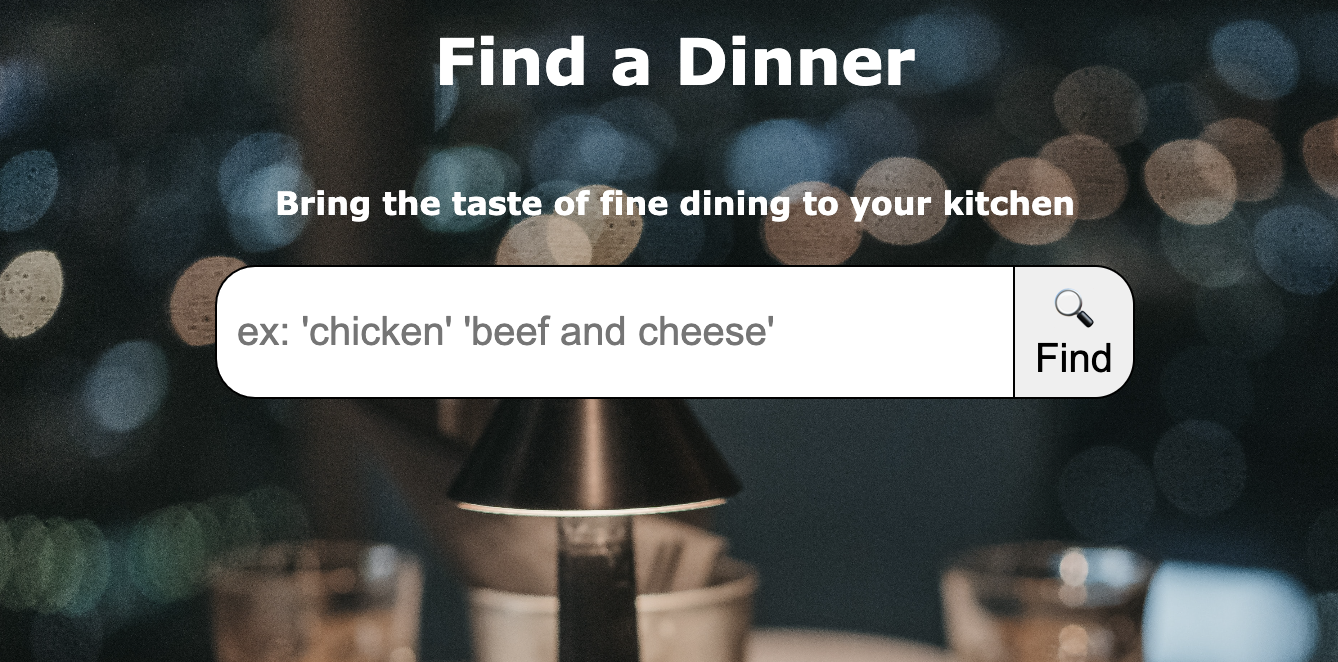 Find a Dinner
Bring the taste of fine dining to your kitchen
ex: 'chicken' 'beef and cheese'
Find